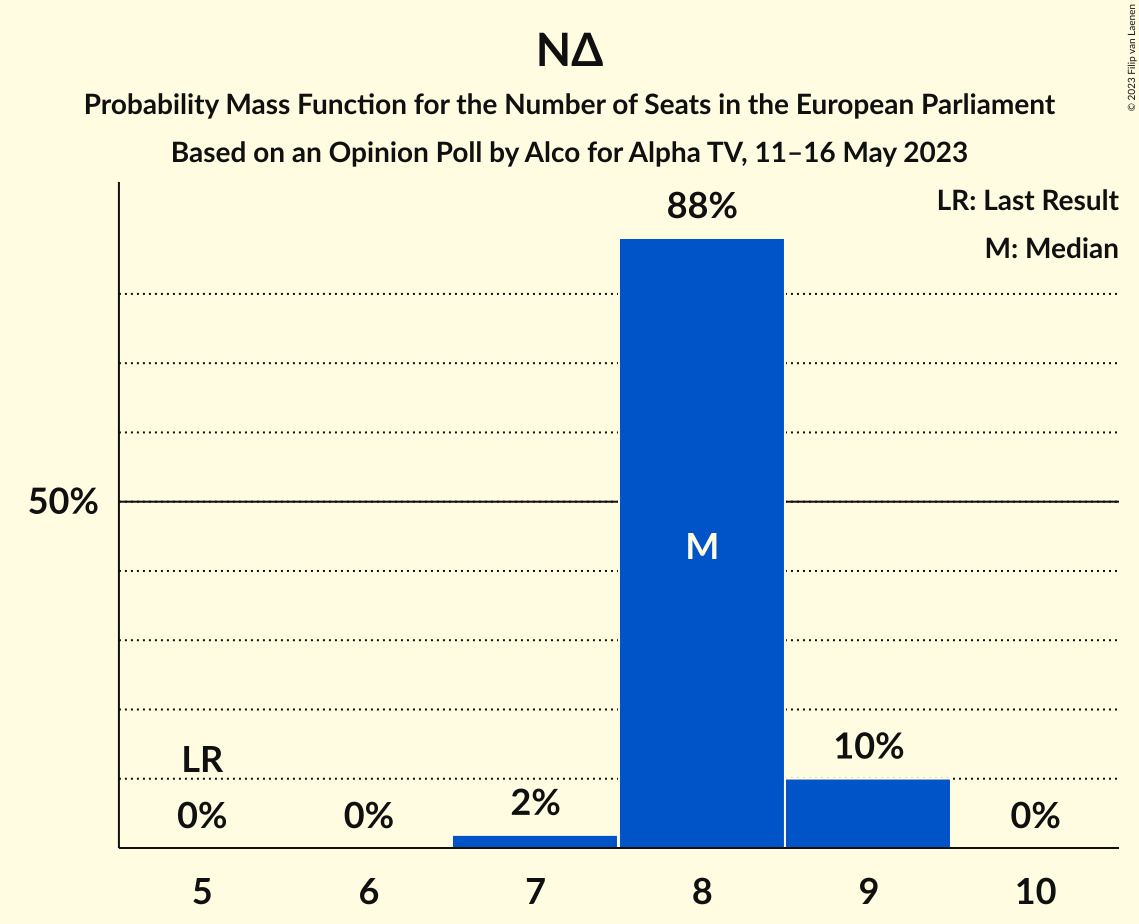 NΔ
Probability Mass Function for the Number of Seats in the European Parliament
Based on an Opinion Poll by Alco for Alpha TV, 11–16 May 2023
© 2023 Filip van Laenen
LR: Last Result
M: Median
88%
50%
M
LR
10%
2%
0%
0%
0%
5
6
7
8
9
10